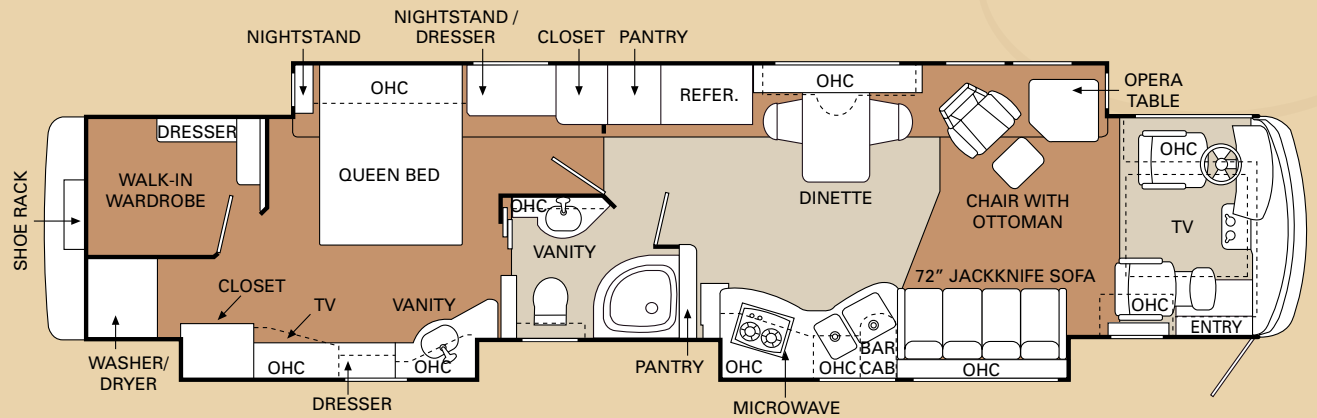 NIGHTSTAND
NIGHTSTAND /
DRESSER
CLOSET
PANTRY
OPERA
TABLE
DRESSER
WALK-IN
WARDROBE
SHOE RACK
OHC
QUEEN BED
REFER.
OHC
DINETTE
CHAIR WITH
OTTOMAN
OHC
TV
OHC
VANITY
CLOSET
TV
VANITY
72" JACKKNIFE SOFA
OHC
ENTRY
WASHER/
DRYER
OHC
DRESSER
OHC
PANTRY
OHC
MICROWAVE
OHC
BAR
CAB
OHC